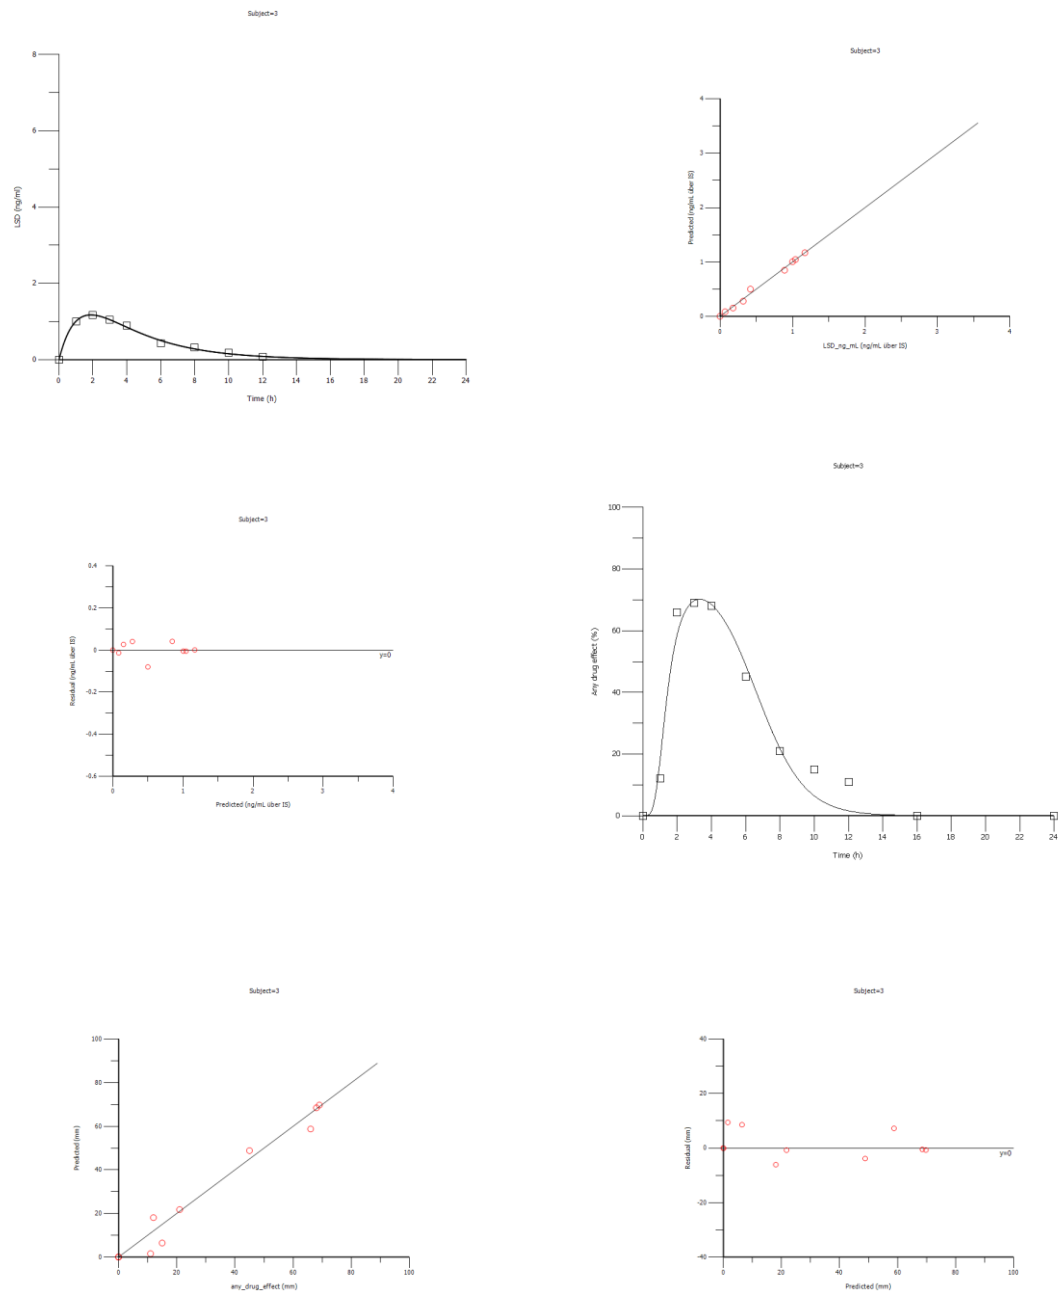 Subject=3
8
6
4
2
0
LSD (ng/ml)
0 2 4 6 8 10 12 14 16 18 20 22 24
Time (h)
Subject=3
4
3
2
1
0
Predicted (ng/mL über IS)
0 1 2 3 4
LSD_ng_mL (ng/mL über IS)
Subject=3
0.4
0.2
0
-0.2
-0.4
-0.6
Residual (ng/mL über IS)
y=0
0 1 2 3 4
Predicted (ng/mL über IS)
Subject=3
100
80
60
40
20
0
Any drug effect (%)
0 2 4 6 8 10 12 14 16 18 20 22 24
Time (h)
Subject=3
100
80
60
40
20
0
Predicted (mm)
0 20 40 60 80 100
any_drug_effect (mm)
Subject=3
40
20
0
-20
-40
Residual (mm)
y=0
0 20 40 60 80 100
Predicted (mm)